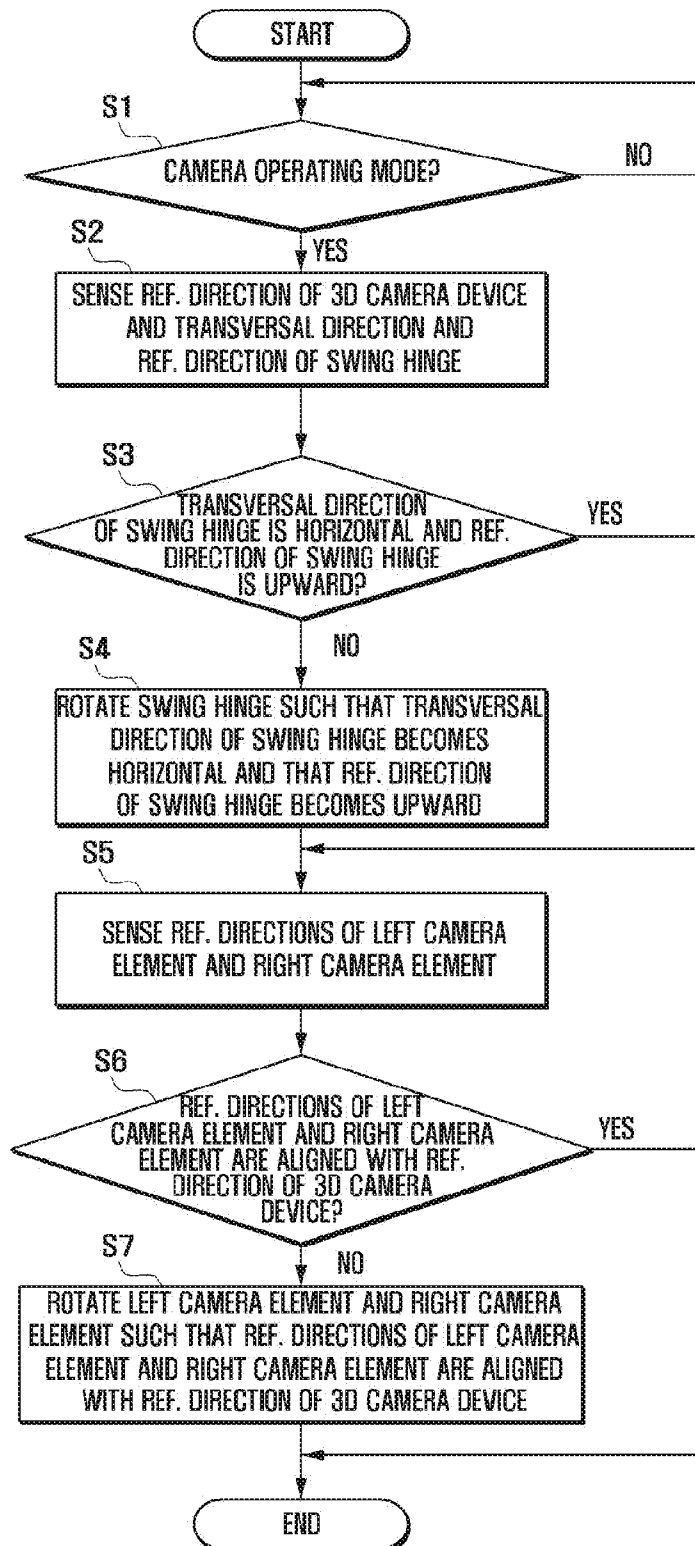 START
S1
CAMERA OPERATING MODE?
NO
S2
YES
SENSE REF. DIRECTION OF 3D CAMERA DEVICE
AND TRANSVERSAL DIRECTION AND
REF. DIRECTION OF SWING HINGE
S3
TRANSVERSAL DIRECTION
OF SWING HINGE IS HORIZONTAL AND REF.
DIRECTION OF SWING HINGE
IS UPWARD?
YES
NO
S4
ROTATE SWING HINGE SUCH THAT TRANSVERSAL
DIRECTION OF SWING HINGE BECOMES
HORIZONTAL AND THAT REF. DIRECTION
OF SWING HINGE BECOMES UPWARD
S5
SENSE REF. DIRECTIONS OF LEFT CAMERA
ELEMENT AND RIGHT CAMERA ELEMENT
S6
REF. DIRECTIONS OF LEFT
CAMERA ELEMENT AND RIGHT CAMERA
ELEMENT ARE ALIGNED WITH REF.
DIRECTION OF 3D CAMERA
DEVICE?
YES
NO
S7
ROTATE LEFT CAMERA ELEMENT AND RIGHT CAMERA
ELEMENT SUCH THAT REF. DIRECTIONS OF LEFT CAMERA
ELEMENT AND RIGHT CAMERA ELEMENT ARE ALIGNED
WITH REF. DIRECTION OF 3D CAMERA DEVICE
END